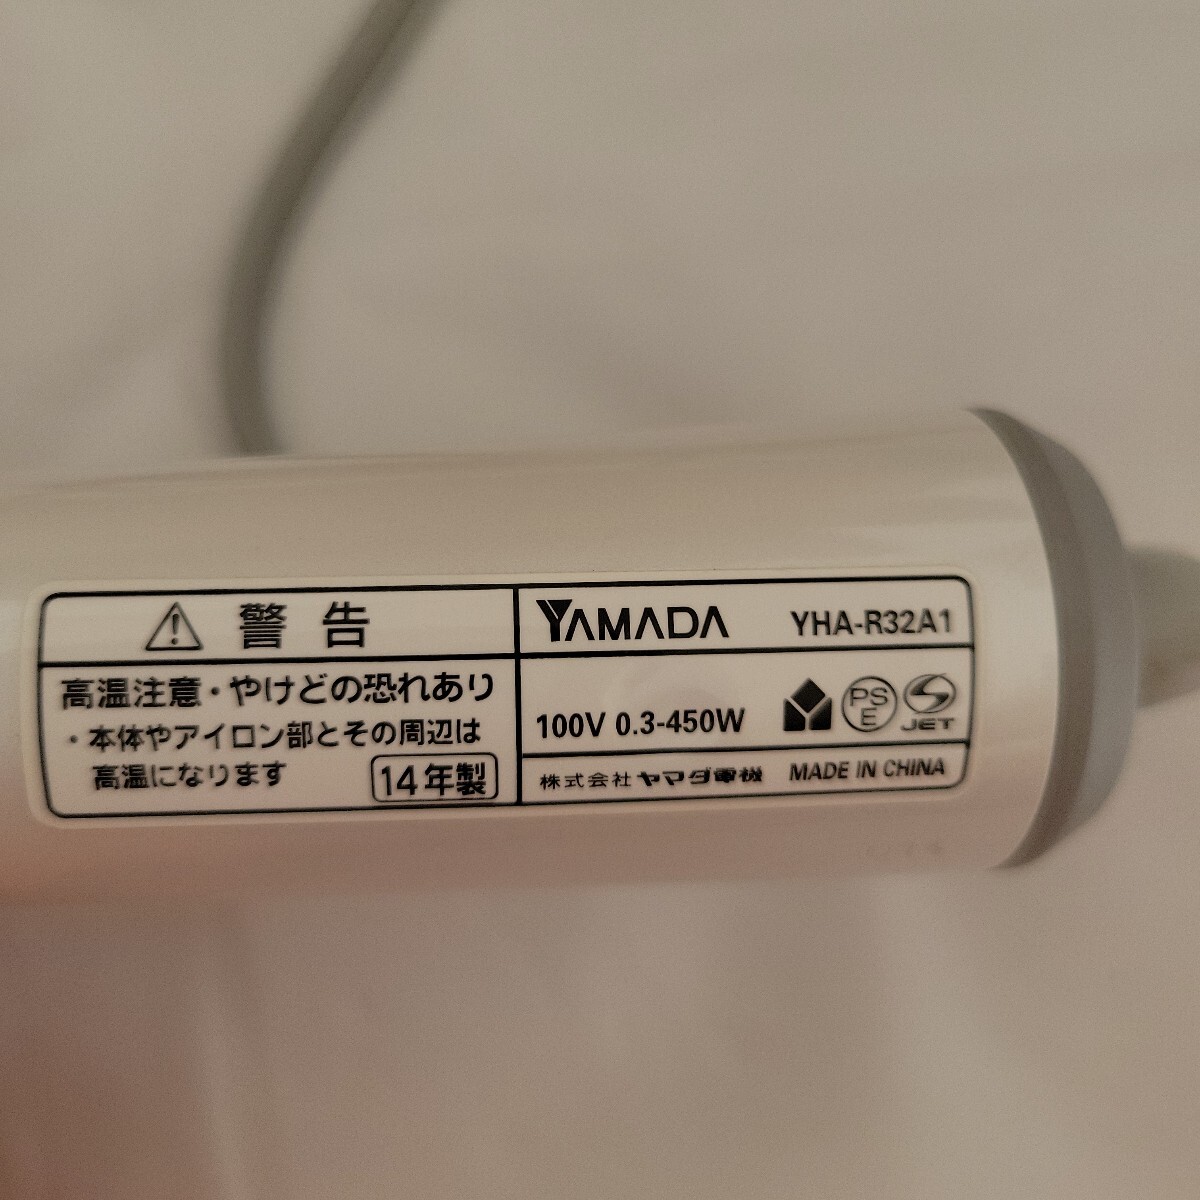 警告
高温注意・やけどの恐れあり
・本体やアイロン部とその周辺は
高温になります
14年製
YAMADA YHA-R32A1
100V 0.3-450W PSE JET
株式会社ヤマダ電機 MADE IN CHINA